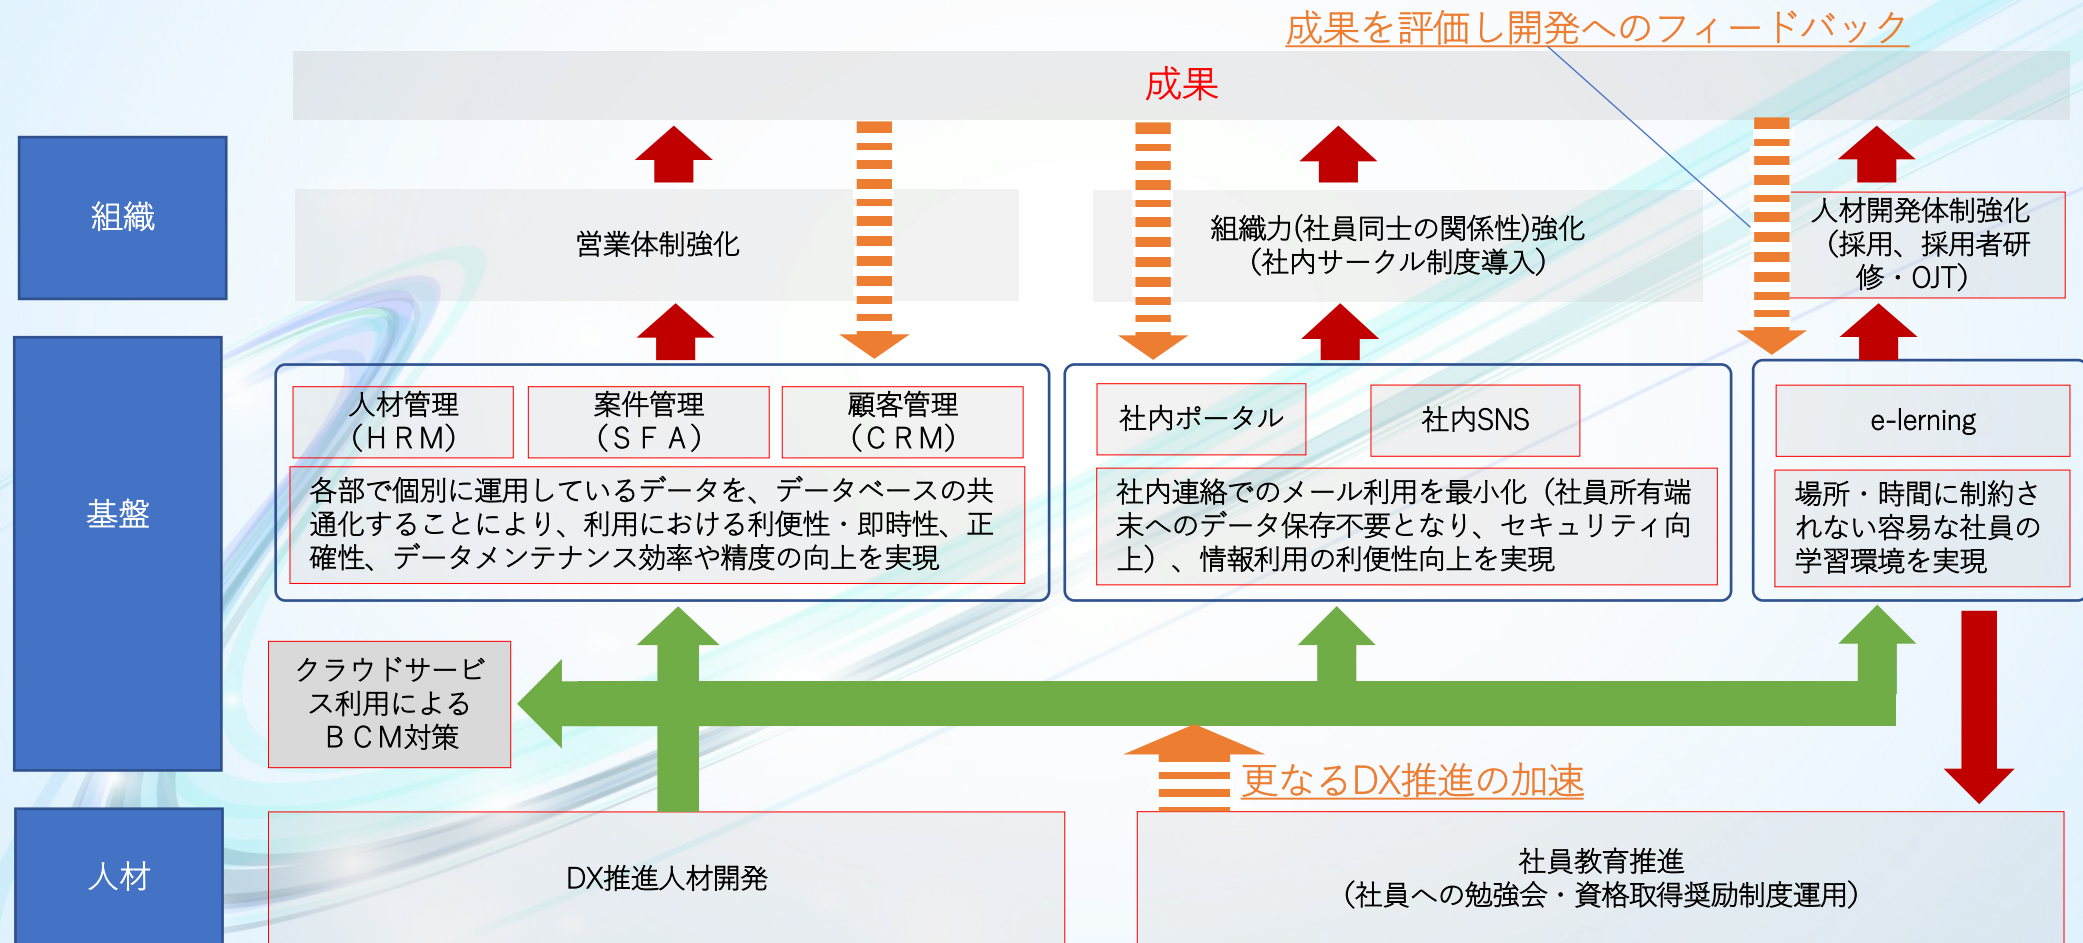 成果を評価し開発へのフィードバック
成果
組織
営業体制強化
組織力(社員同士の関係性)強化
（社内サークル制度導入）
人材開発体制強化
（採用、採用者研
修・OJT）
基盤
人材管理
（ＨＲＭ）
案件管理
（ＳＦＡ）
顧客管理
（ＣＲＭ）
各部で個別に運用しているデータを、データベースの共
通化することにより、利用における利便性・即時性、正
確性、データメンテナンス効率や精度の向上を実現
社内ポータル
社内SNS
社内連絡でのメール利用を最小化（社員所有端
末へのデータ保存不要となり、セキュリティ向
上）、情報利用の利便性向上を実現
e-lerning
場所・時間に制約さ
れない容易な社員の
学習環境を実現
クラウドサービ
ス利用による
ＢＣＭ対策
更なるDX推進の加速
人材
DX推進人材開発
社員教育推進
（社員への勉強会・資格取得奨励制度運用）